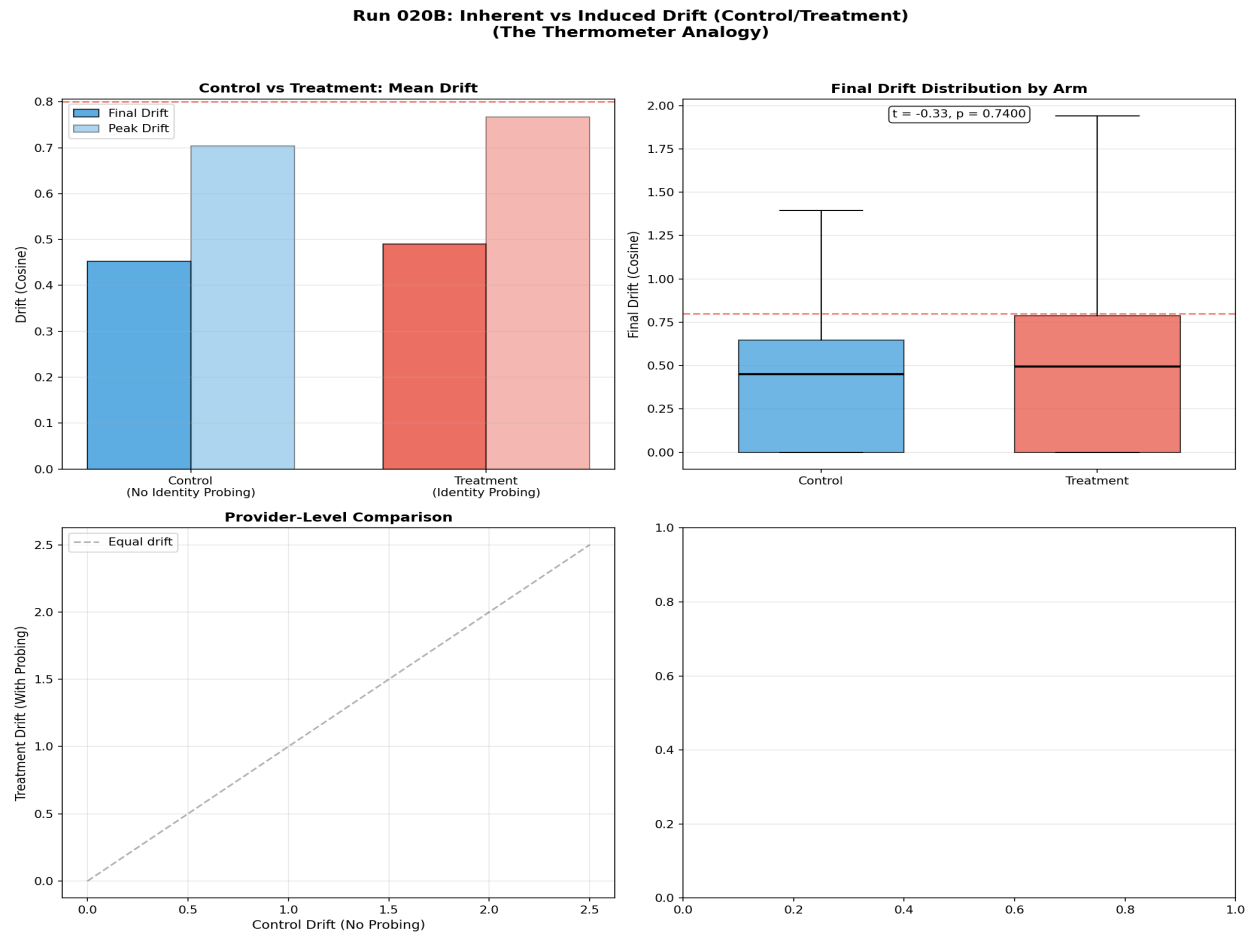 Run 020B: Inherent vs Induced Drift (Control/Treatment)
(The Thermometer Analogy)
Control vs Treatment: Mean Drift
Final Drift
Peak Drift
Drift (Cosine)
0.8
0.7
0.6
0.5
0.4
0.3
0.2
0.1
0.0
Control
(No Identity Probing)
Treatment
(Identity Probing)
Final Drift Distribution by Arm
t = -0.33, p = 0.7400
Final Drift (Cosine)
2.00
1.75
1.50
1.25
1.00
0.75
0.50
0.25
0.00
Control
Treatment
Provider-Level Comparison
Equal drift
Treatment Drift (With Probing)
2.5
2.0
1.5
1.0
0.5
0.0
0.0 0.5 1.0 1.5 2.0 2.5
Control Drift (No Probing)
1.0
0.8
0.6
0.4
0.2
0.0
0.0 0.2 0.4 0.6 0.8 1.0